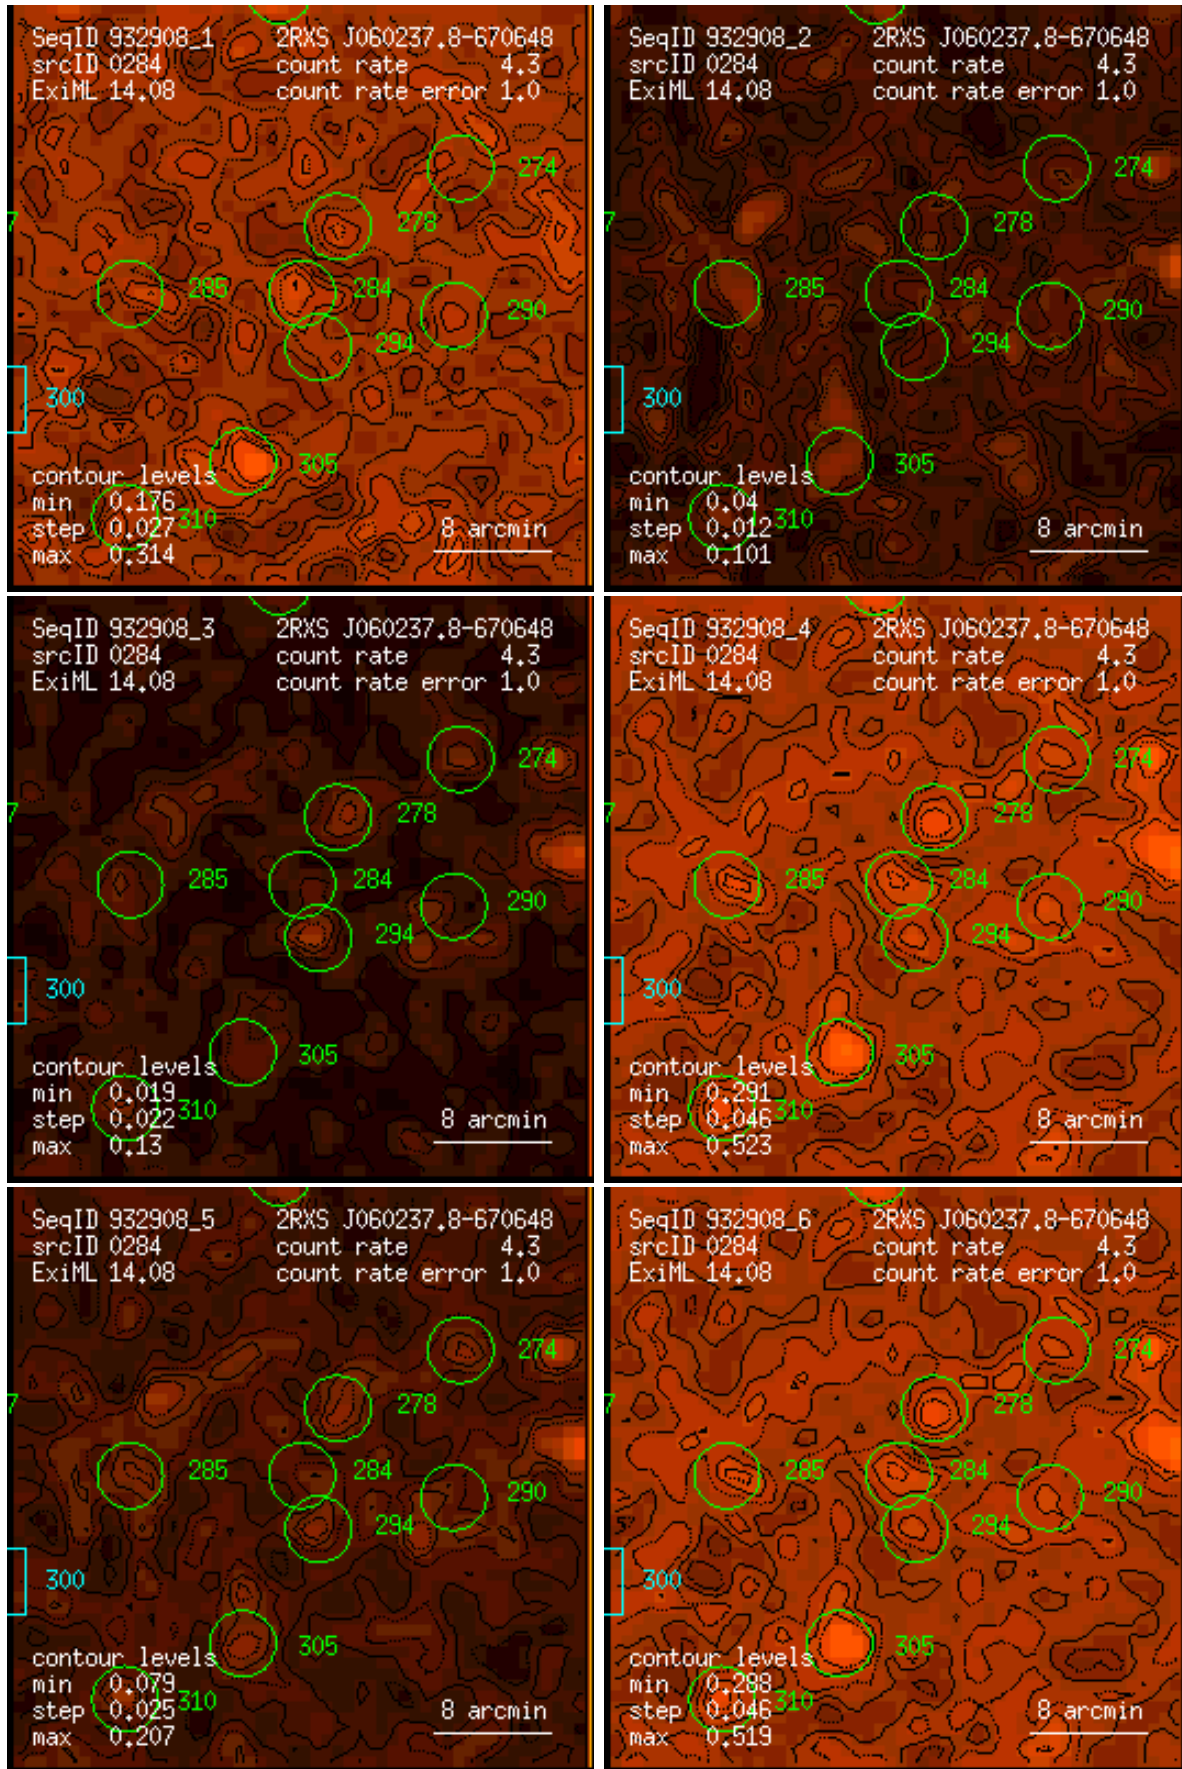 SeqID 932908_1 2RXS J060237.8-670648
srcID 0284 count rate 4.3
ExiML 14.08 count rate error 1.0
274
7 278
285 284 290
294
300
305
contour levels
min 0.176
step 0.027 310 8 arcmin
max 0.314
SeqID 932908_2 2RXS J060237.8-670648
srcID 0284 count rate 4.3
ExiML 14.08 count rate error 1.0
274
7 278
285 284 290
294
300
305
contour levels
min 0.04
step 0.012 310 8 arcmin
max 0.101
SeqID 932908_3 2RXS J060237.8-670648
srcID 0284 count rate 4.3
ExiML 14.08 count rate error 1.0
274
7 278
285 284 290
294
300
305
contour levels
min 0.019
step 0.022 310 8 arcmin
max 0.13
SeqID 932908_4 2RXS J060237.8-670648
srcID 0284 count rate 4.3
ExiML 14.08 count rate error 1.0
274
7 278
285 284 290
294
300
305
contour levels
min 0.291
step 0.046 310 8 arcmin
max 0.523
SeqID 932908_5 2RXS J060237.8-670648
srcID 0284 count rate 4.3
ExiML 14.08 count rate error 1.0
274
7 278
285 284 290
294
300
305
contour levels
min 0.079
step 0.025 310 8 arcmin
max 0.207
SeqID 932908_6 2RXS J060237.8-670648
srcID 0284 count rate 4.3
ExiML 14.08 count rate error 1.0
274
7 278
285 284 290
294
300
305
contour levels
min 0.288
step 0.046 310 8 arcmin
max 0.519